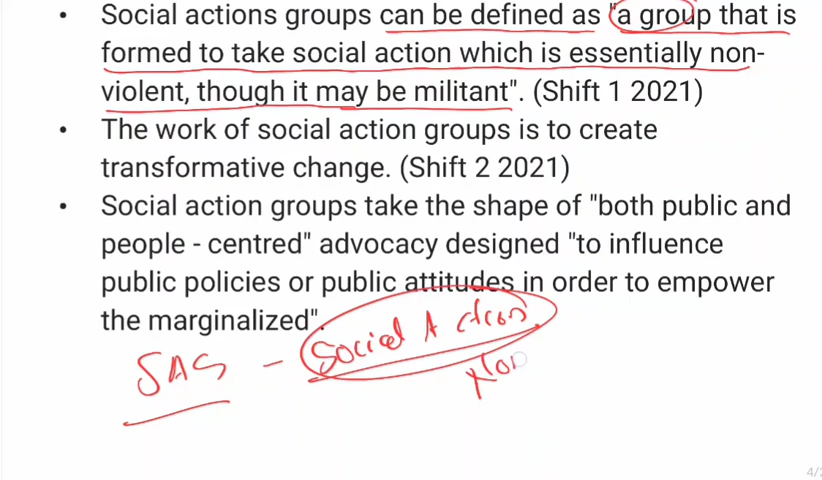 • Social actions groups can be defined as "a group that is
formed to take social action which is essentially non-
violent, though it may be militant". (Shift 1 2021)
• The work of social action groups is to create
transformative change. (Shift 2 2021)
• Social action groups take the shape of "both public and
people - centred" advocacy designed "to influence
public policies or public attitudes in order to empower
the marginalized".
SAG - Social Action